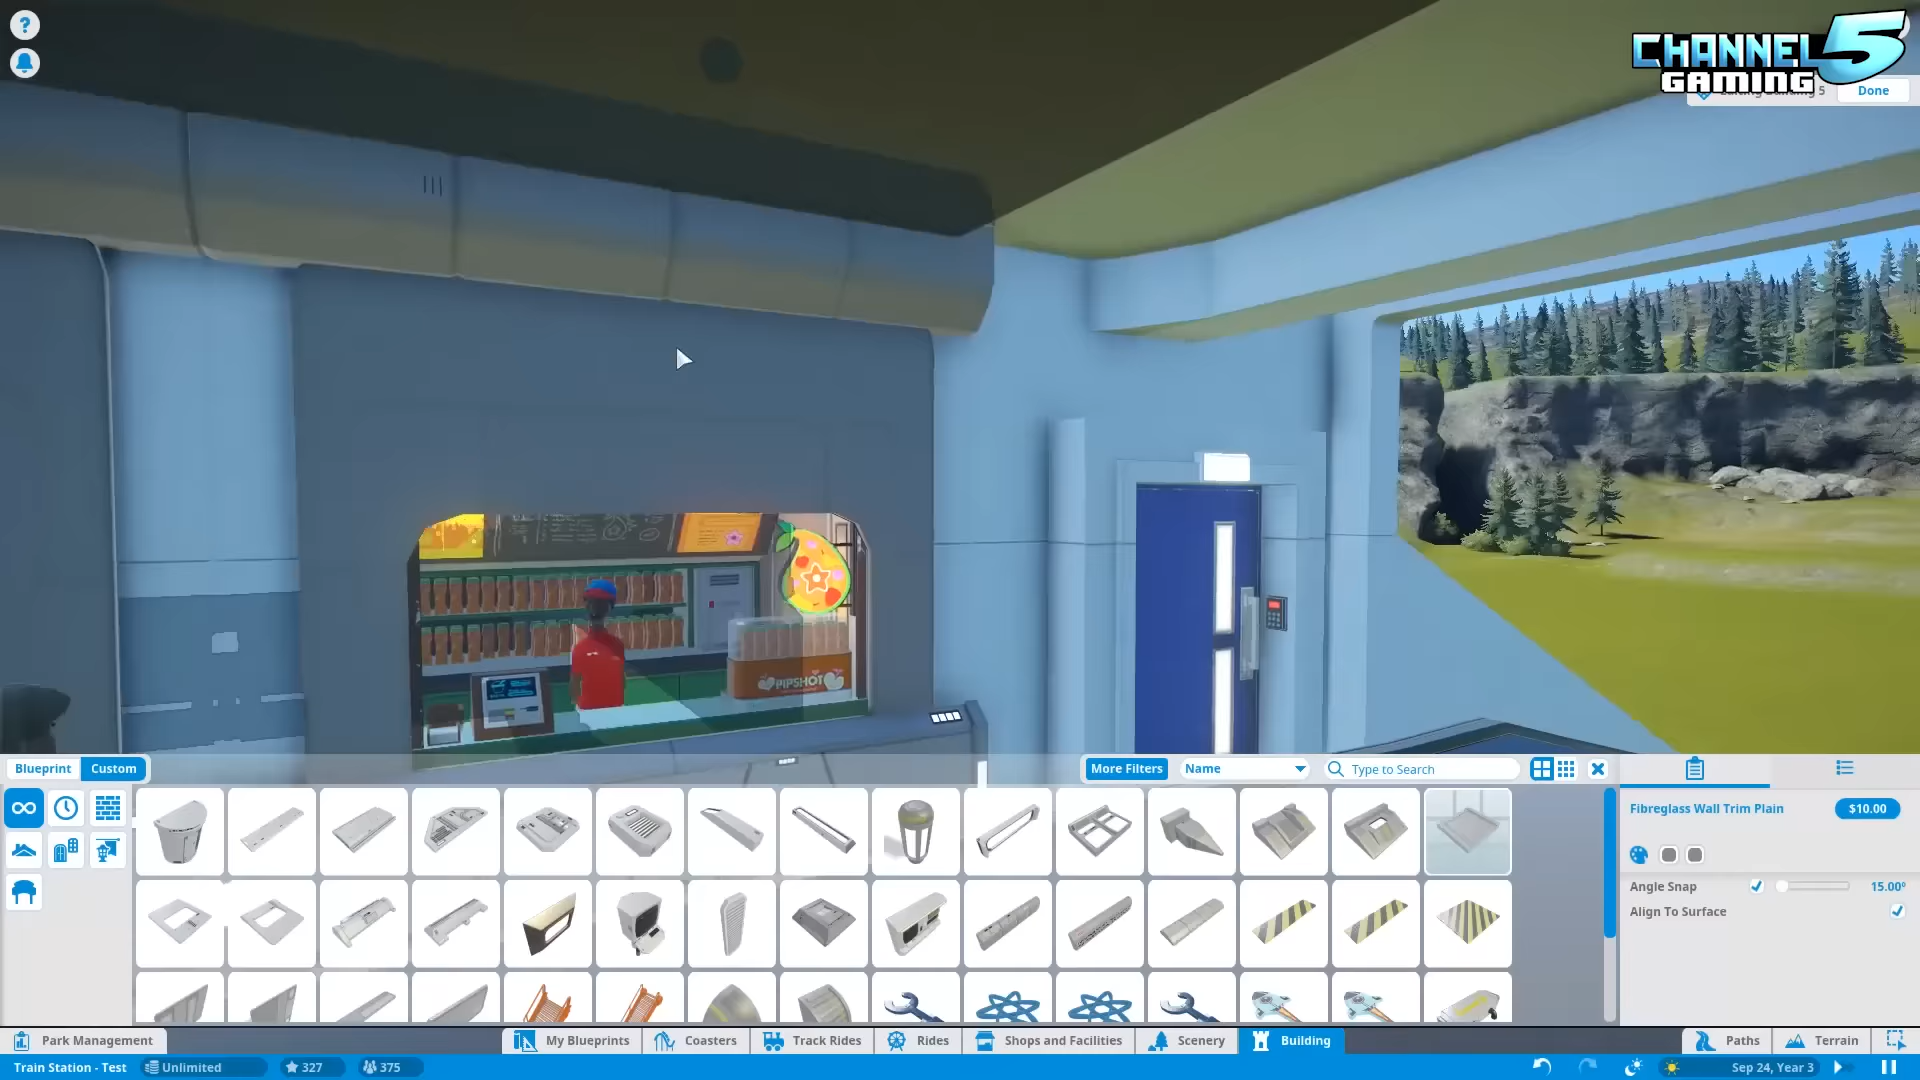 ?
CHANNEL 5
GAMING
5
Done
PIPSHOT
Blueprint
Custom
More Filters
Name
Type to Search
Fibreglass Wall Trim Plain
$10.00
Angle Snap
15.00°
Align To Surface
Park Management
My Blueprints
Coasters
Track Rides
Rides
Shops and Facilities
Scenery
Building
Paths
Terrain
Train Station - Test
Unlimited
327
375
Sep 24, Year 3